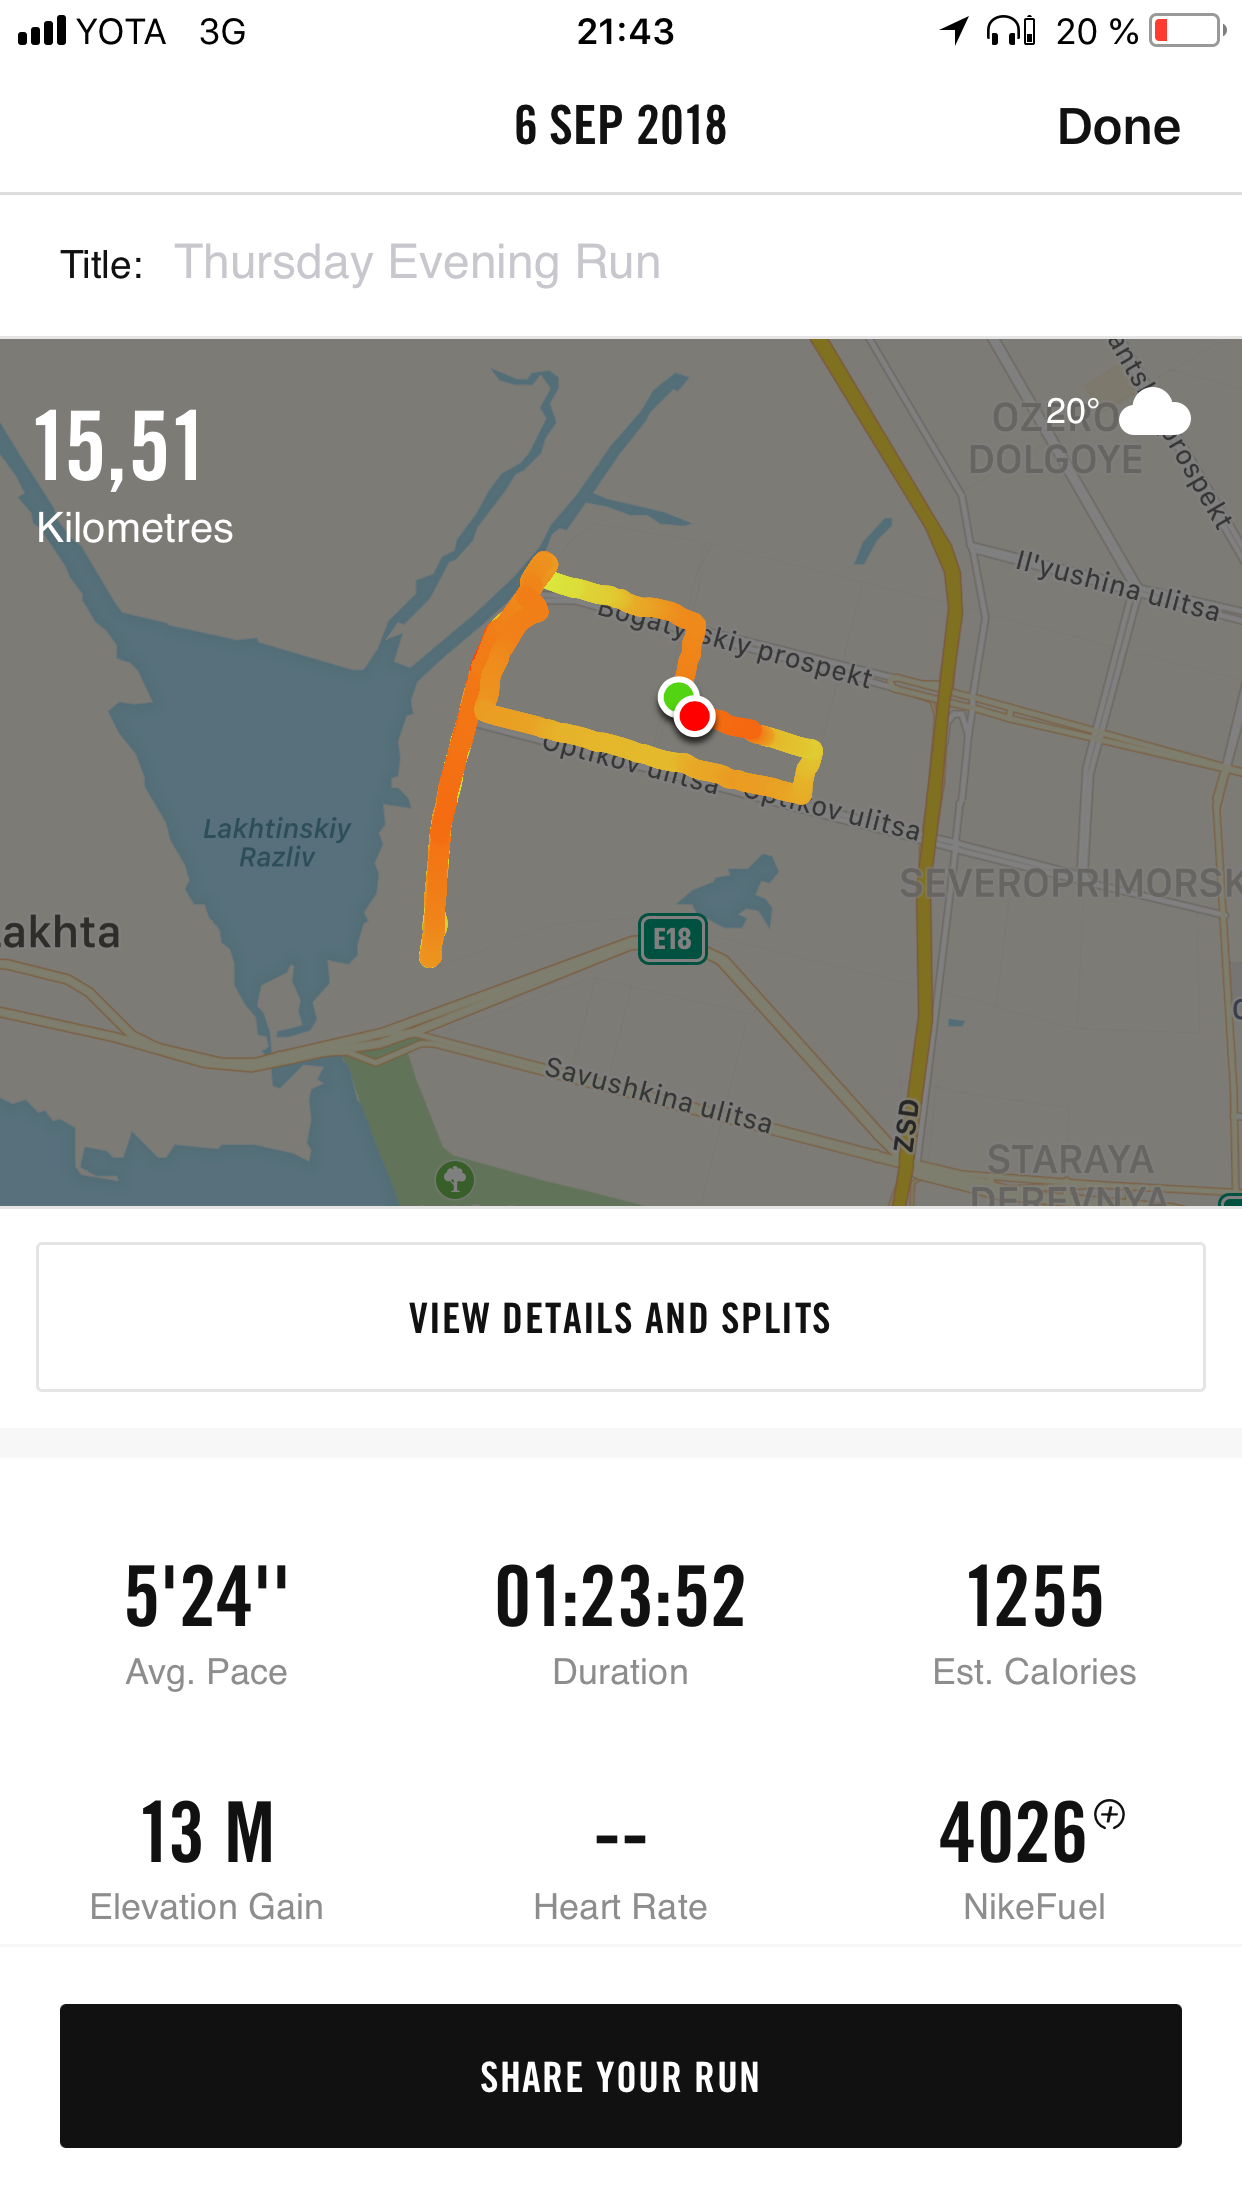 YOTA 3G 21:43 20 %
6 SEP 2018 Done
Title: Thursday Evening Run
15,51
Kilometres
20°
OZERO
DOLGOYE
Il'yushina ulitsa
Bogaty skiy prospekt
Optikov ulitsa
Optikov ulitsa
Lakhtinskiy
Razliv
SEVEROPRIMORSK
akhta
E18
Savushkina ulitsa
ZSD
STARAYA
DEREVNYA
VIEW DETAILS AND SPLITS
5'24'' 01:23:52 1255
Avg. Pace Duration Est. Calories
13 M -- 4026
Elevation Gain Heart Rate NikeFuel
SHARE YOUR RUN